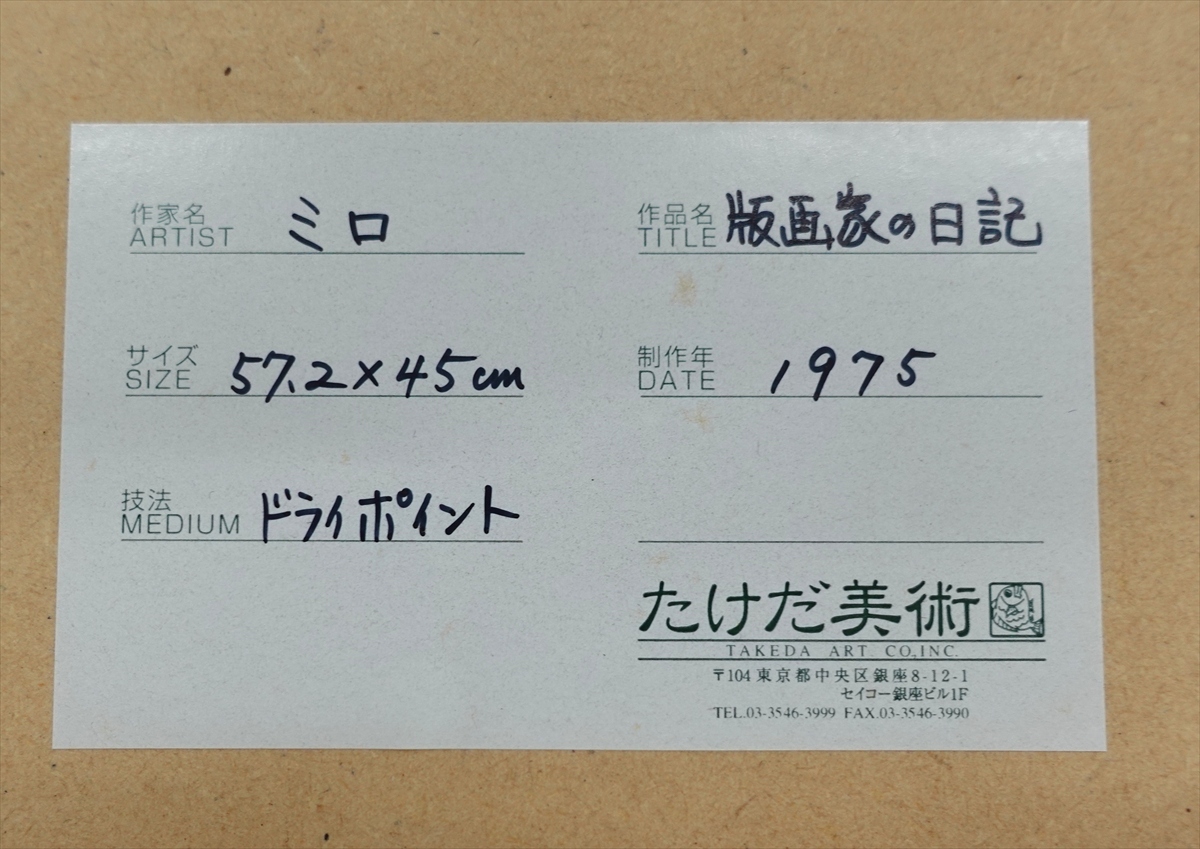 作家名
ARTIST ミロ
作品名
TITLE 版画家の日記
サイズ
SIZE 57.2×45cm
制作年
DATE 1975
技法
MEDIUM ドライポイント
たけだ美術
TAKEDA ART CO.,INC.
〒104 東京都中央区銀座8-12-1
セイコー銀座ビル1F
TEL.03-3546-3999 FAX.03-3546-3990